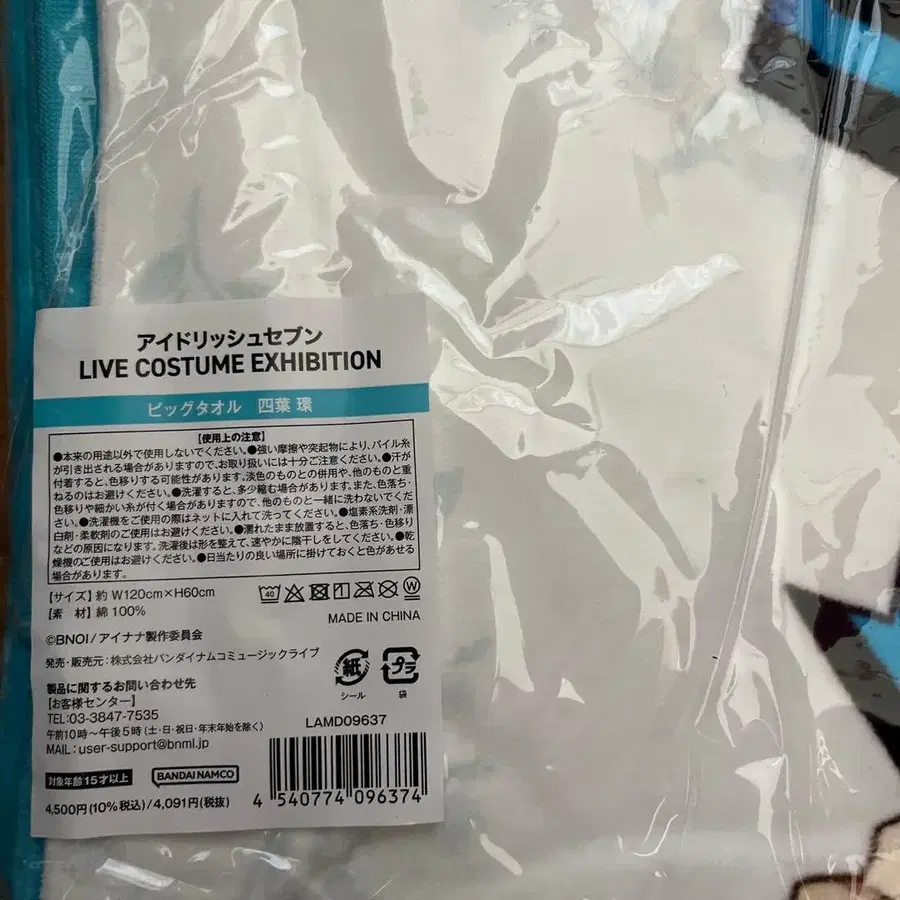 アイドリッシュセブン
LIVE COSTUME EXHIBITION
ビッグタオル 四葉 環
【使用上の注意】
●本来の用途以外で使用しないでください。●強い摩擦や突起物により、パイル糸
が引き出される場合がありますので、お取り扱いには十分ご注意ください。●汗が
付着すると、色移りする可能性があります。淡色のものとの併用や、他のものと重
ねるのはお避けください。●洗濯すると、多少縮む場合があります。また、色落ち・
色移りや細かい糸が付く場合がありますので、他のものと一緒に洗わないでくだ
さい。●洗濯機をご使用の際はネットに入れて洗ってください。●塩素系洗剤・漂
白剤・柔軟剤のご使用はお避けください。●濡れたまま放置すると、色落ち・色移り
などの原因になります。洗濯後は形を整えて、速やかに陰干しをしてください。●乾
燥機のご使用はお避けください。●日当たりの良い場所に掛けておくと色があせる
場合があります。
【サイズ】約 W120cm×H60cm
【素 材】綿 100%
40
W
MADE IN CHINA
©BNOI/アイナナ製作委員会
発売・販売元:株式会社バンダイナムコミュージックライブ
紙
シール
プラ
袋
製品に関するお問い合わせ先
【お客様センター】
TEL:03-3847-7535
午前10時~午後5時(土・日・祝日・年末年始を除く)
MAIL:user-support@bnml.jp
LAMD09637
対象年齢15才以上
BANDAI NAMCO
4,500円(10%税込)/4,091円(税抜)
4 540774 096374